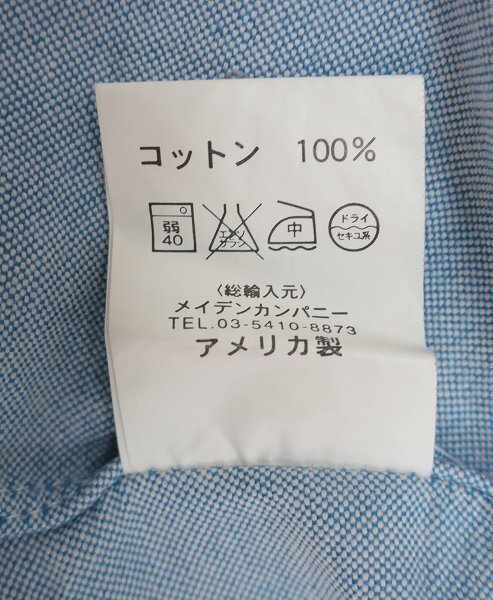 コットン 100%
弱 40 エンソ サラシ 中 ドライ セキユ系
〈総輸入元〉
メイデンカンパニー
TEL.03-5410-8873
アメリカ製